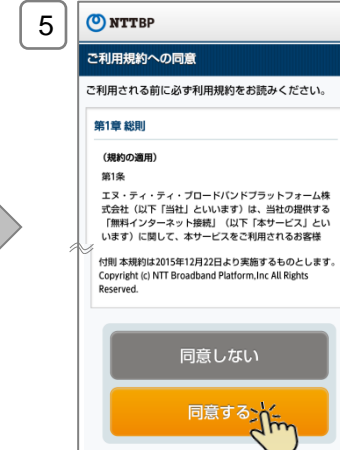 5
NTTBP
ご利用規約への同意
ご利用される前に必ず利用規約をお読みください。
第1章 総則
（規約の適用）
第1条
エヌ・ティ・ティ・ブロードバンドプラットフォーム株
式会社（以下「当社」といいます）は、当社の提供する
「無料インターネット接続」（以下「本サービス」とい
います）に関して、本サービスをご利用されるお客様
付則 本規約は2015年12月22日より実施するものとします。
Copyright (c) NTT Broadband Platform,Inc All Rights
Reserved.
同意しない
同意する